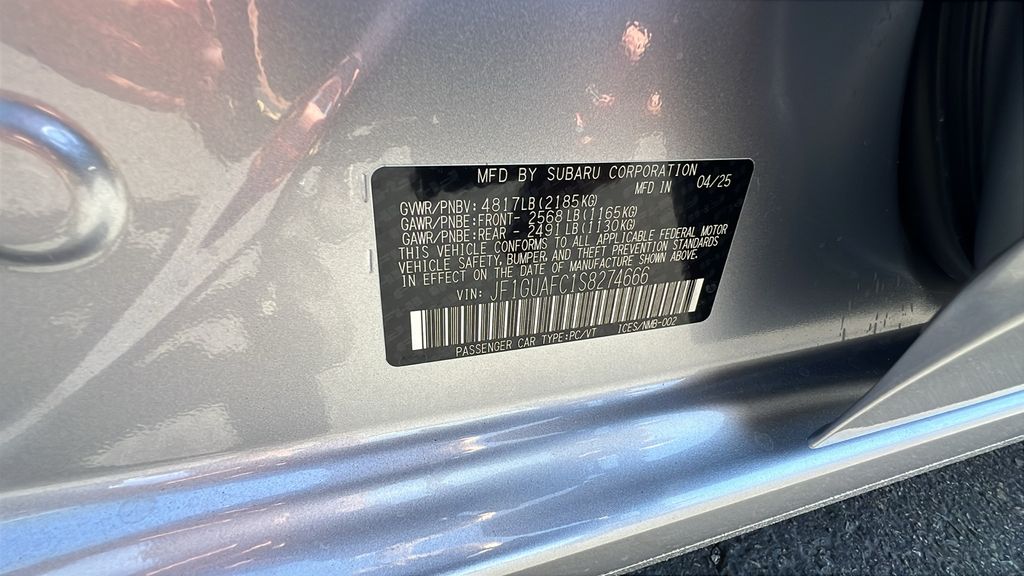 MFD BY SUBARU CORPORATION
MFD IN 04/25
GVWR/PNBV: 4817LB(2185KG)
GAWR/PNBE:FRONT- 2568LB(1165KG)
GAWR/PNBE:REAR - 2491LB(1130KG)
THIS VEHICLE CONFORMS TO ALL APPLICABLE FEDERAL MOTOR
VEHICLE SAFETY, BUMPER, AND THEFT PREVENTION STANDARDS
IN EFFECT ON THE DATE OF MANUFACTURE SHOWN ABOVE.
VIN: JF1GUAFC1S8274666
PASSENGER CAR TYPE:PC/VT ICES/NMB-002